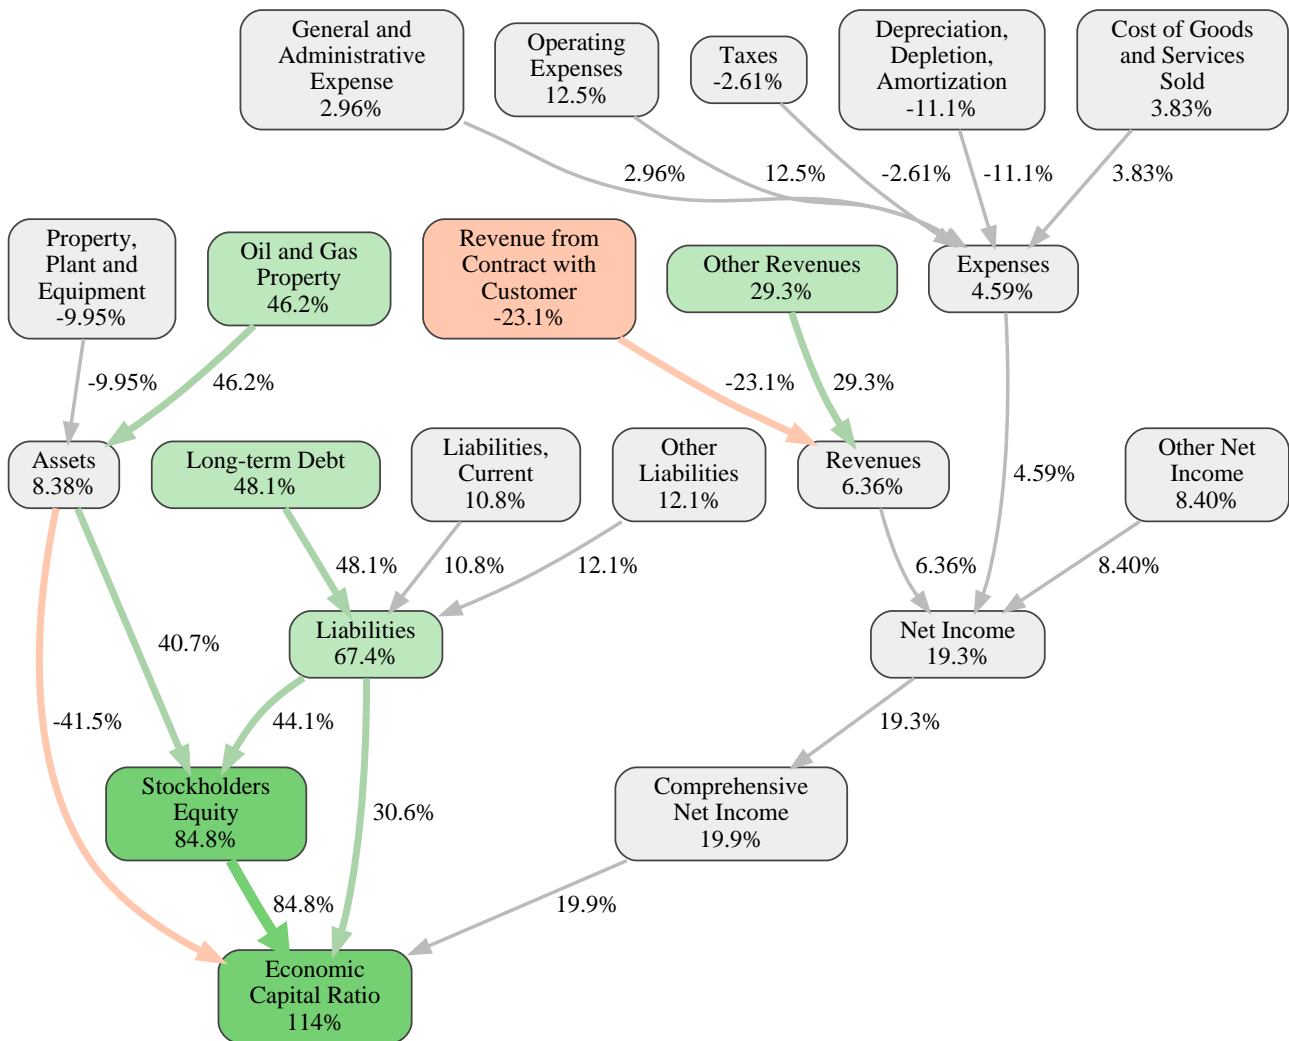 General and
Administrative
Expense
2.96%
Operating
Expenses
12.5%
Taxes
-2.61%
Depreciation,
Depletion,
Amortization
-11.1%
Cost of Goods
and Services
Sold
3.83%
2.96%
12.5%
-2.61%
-11.1%
3.83%
Property,
Plant and
Equipment
-9.95%
Oil and Gas
Property
46.2%
Revenue from
Contract with
Customer
-23.1%
Other Revenues
29.3%
Expenses
4.59%
-9.95%
46.2%
-23.1%
29.3%
4.59%
Assets
8.38%
Long-term Debt
48.1%
Liabilities,
Current
10.8%
Other
Liabilities
12.1%
Revenues
6.36%
Other Net
Income
8.40%
48.1%
10.8%
12.1%
6.36%
8.40%
40.7%
Liabilities
67.4%
Net Income
19.3%
-41.5%
44.1%
19.3%
Stockholders
Equity
84.8%
30.6%
Comprehensive
Net Income
19.9%
84.8%
19.9%
Economic
Capital Ratio
114%